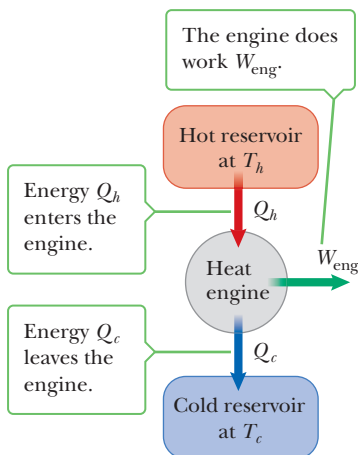 The engine does
work W_eng.
Hot reservoir
at T_h
Energy Q_h
enters the
engine.
Q_h
Heat
engine
W_eng
Energy Q_c
leaves the
engine.
Q_c
Cold reservoir
at T_c